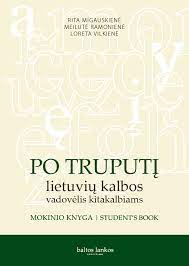 RITA MIGAUSKIENĖ
MEILUTĖ RAMONIENĖ
LORETA VILKIENĖ
PO TRUPUTĮ
lietuvių kalbos
vadovėlis kitakalbiams
MOKINIO KNYGA | STUDENT'S BOOK
baltos lankos